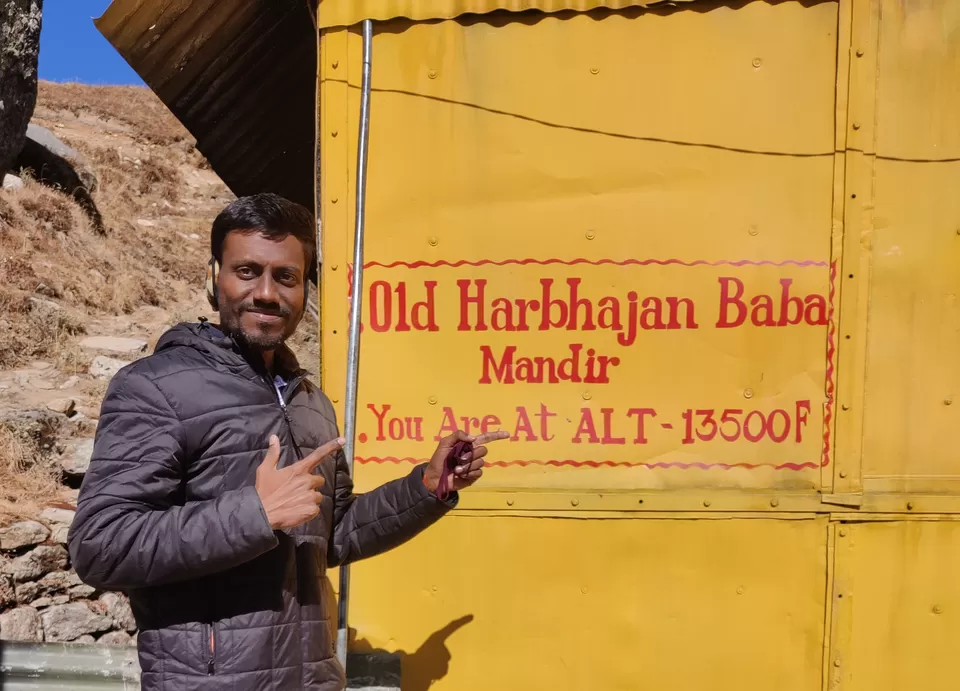 Old Harbhajan Baba
Mandir
You Are At ALT-13500F